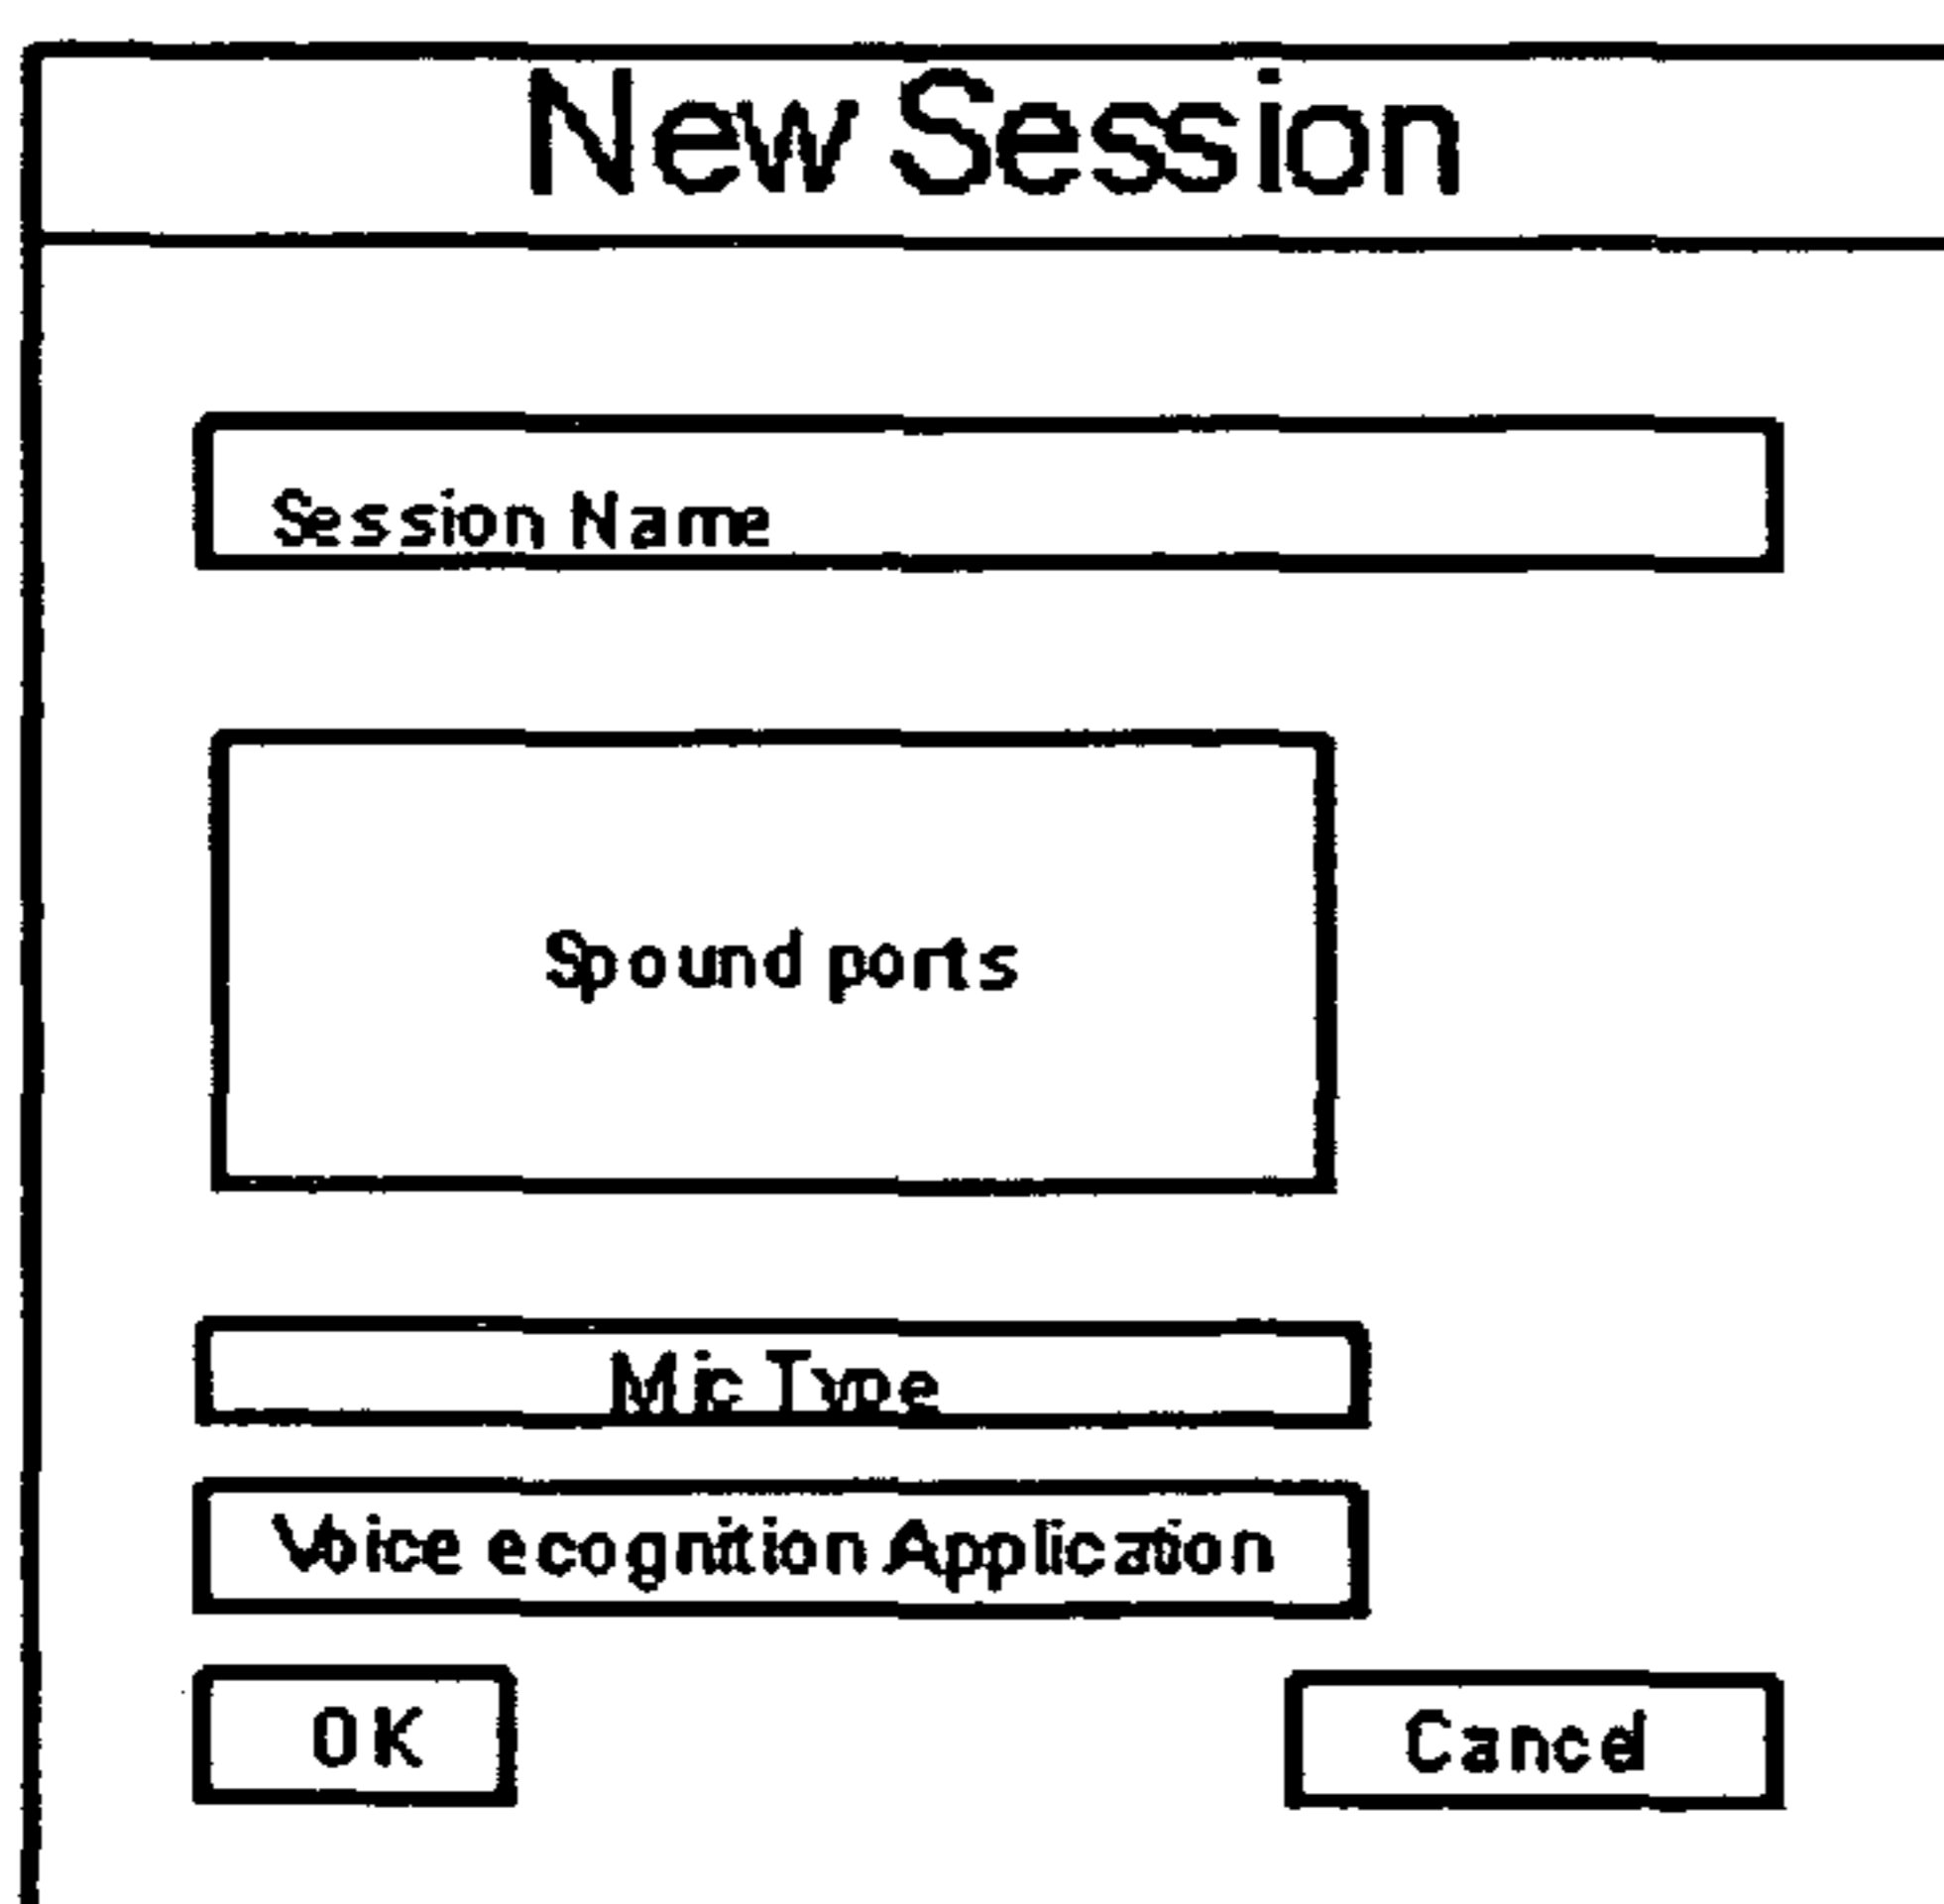 New Session
Session Name
Spound ports
Mic Type
Voice ecognition Application
OK
Cancel